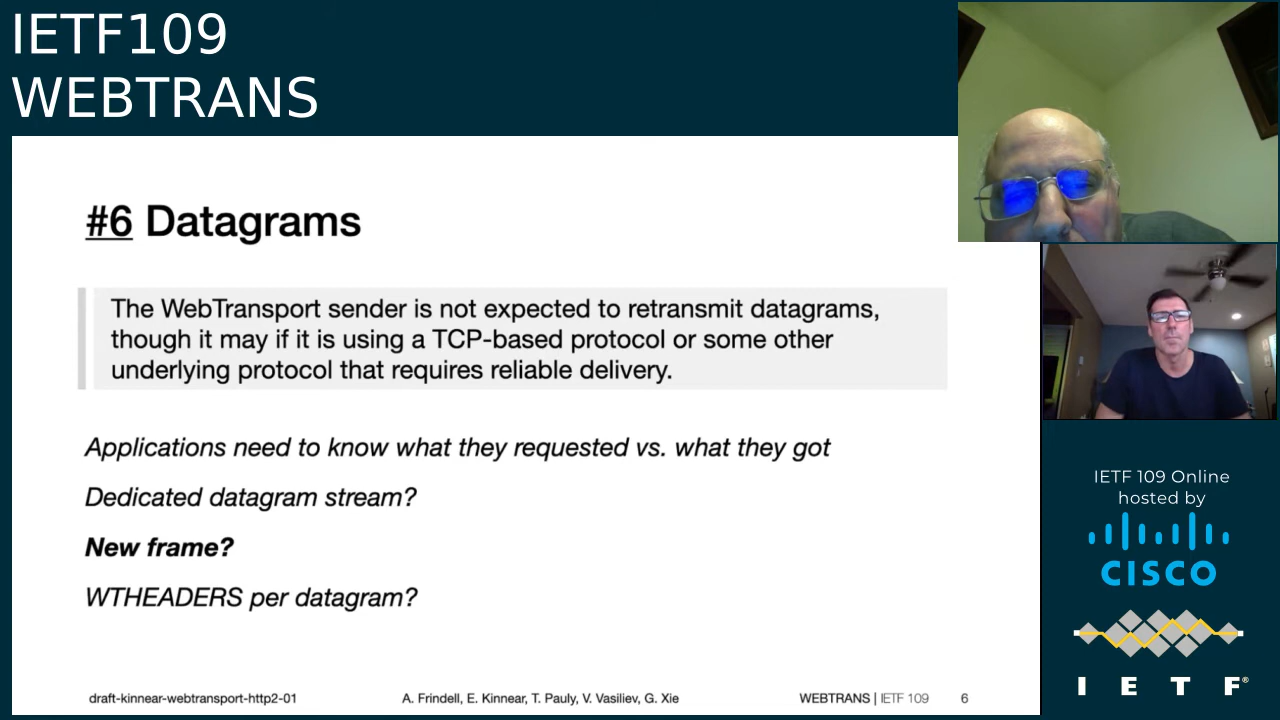 IETF109
WEBTRANS
#6 Datagrams
The WebTransport sender is not expected to retransmit datagrams,
though it may if it is using a TCP-based protocol or some other
underlying protocol that requires reliable delivery.
Applications need to know what they requested vs. what they got
Dedicated datagram stream?
New frame?
WTHEADERS per datagram?
draft-kinnear-webtransport-http2-01
A. Frindell, E. Kinnear, T. Pauly, V. Vasiliev, G. Xie
WEBTRANS | IETF 109
6
IETF 109 Online
hosted by
CISCO
I E T F®